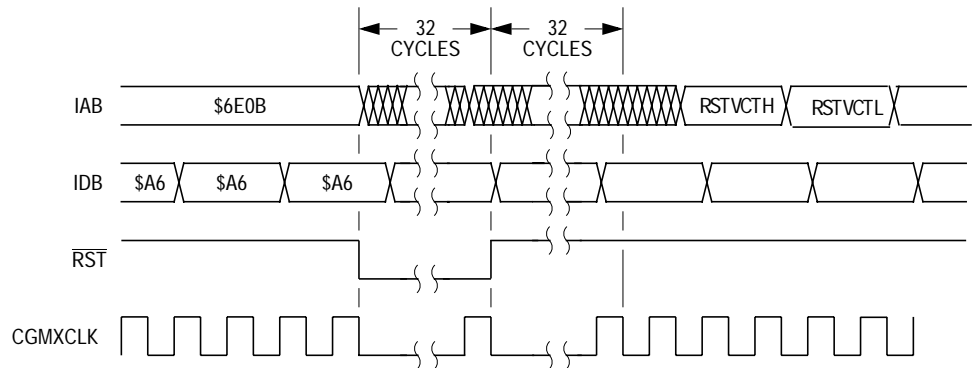 32
CYCLES
32
CYCLES
IAB
$6E0B
RSTVCTH
RSTVCTL
IDB
$A6
$A6
$A6
RST
CGMXCLK